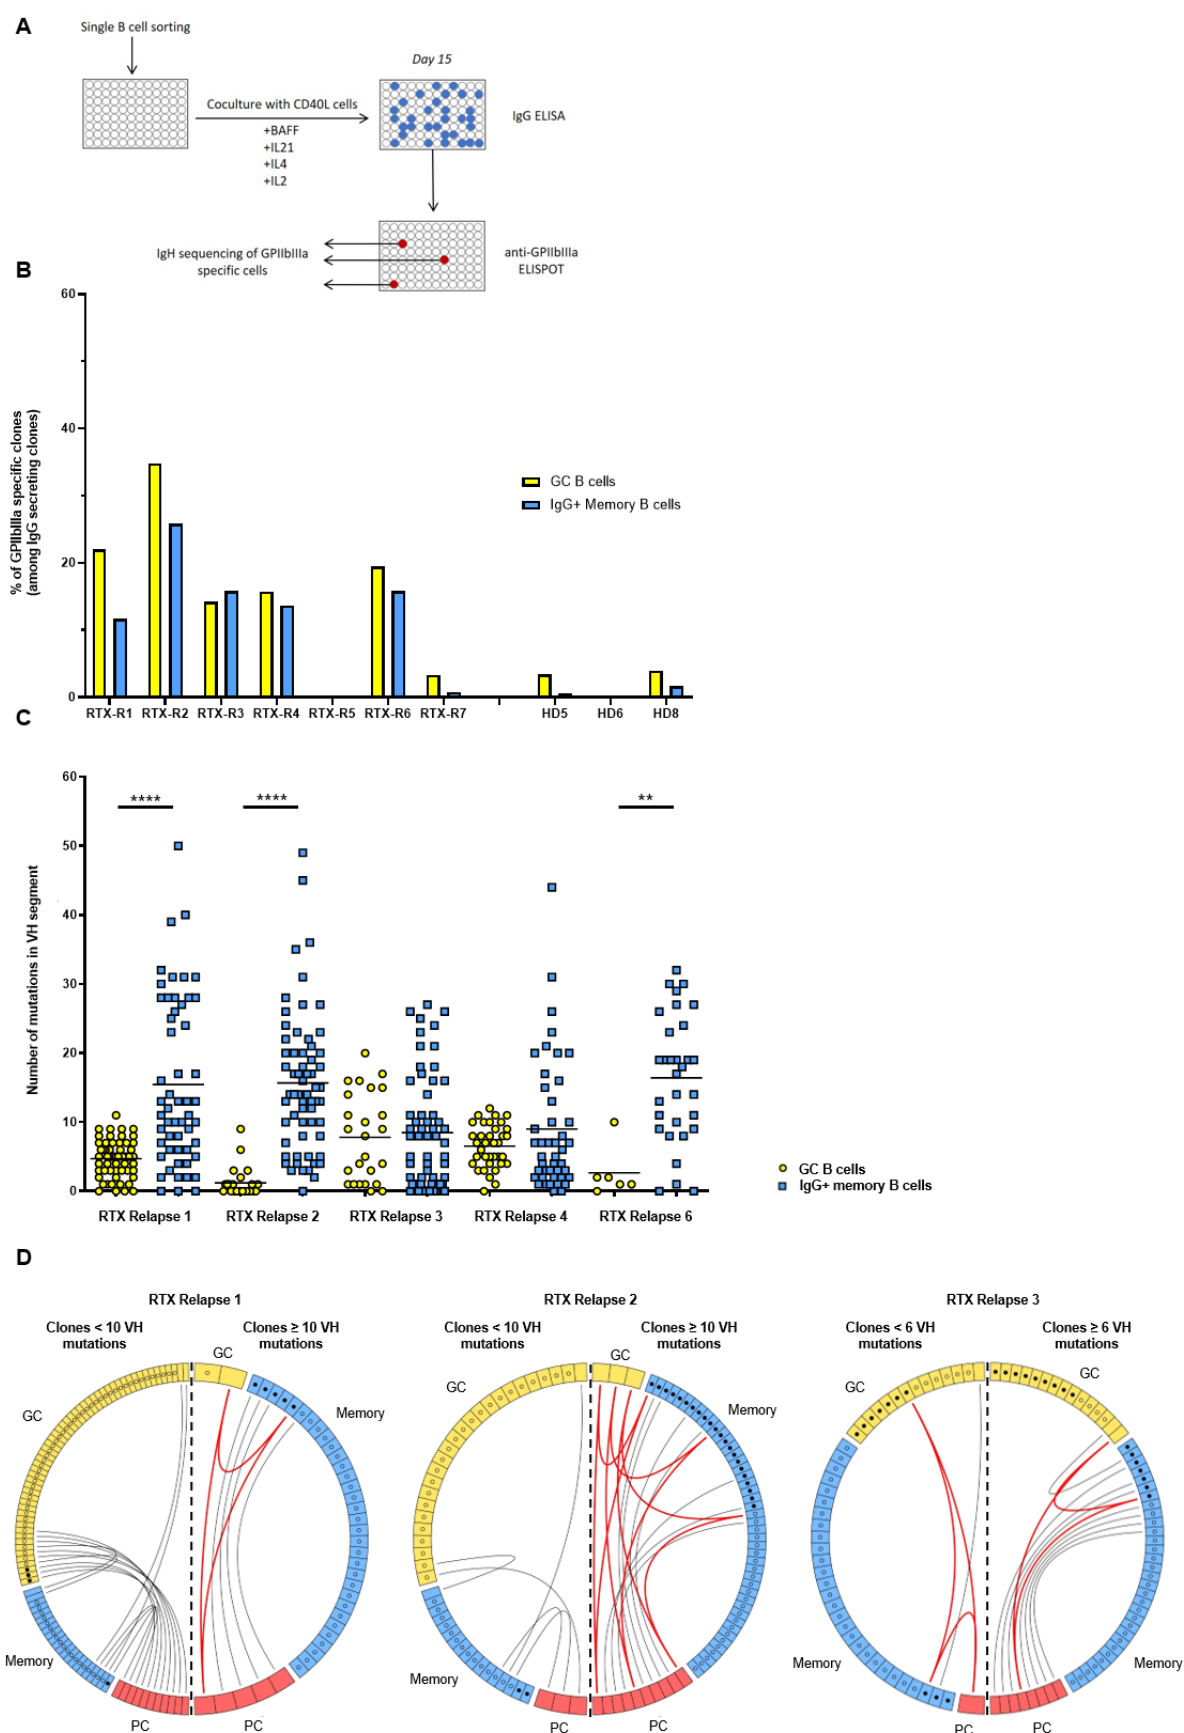 A
Single B cell sorting
Day 15
Coculture with CD40L cells
+BAFF
+IL21
+IL4
+IL2
IgG ELISA
IgH sequencing of GPIIbIIIa
specific cells
anti-GPIIbIIIa
ELISPOT
B
% of GPIIbIIIa specific clones
(among IgG secreting clones)
60
40
20
0
GC B cells
IgG+ Memory B cells
RTX-R1 RTX-R2 RTX-R3 RTX-R4 RTX-R5 RTX-R6 RTX-R7 HD5 HD6 HD8
C
Number of mutations in VH segment
60
50
40
30
20
10
0
**** **** **
GC B cells
IgG+ memory B cells
RTX Relapse 1 RTX Relapse 2 RTX Relapse 3 RTX Relapse 4 RTX Relapse 6
D
RTX Relapse 1
Clones < 10 VH
mutations
Clones ≥ 10 VH
mutations
GC
GC
Memory
Memory
PC
PC
RTX Relapse 2
Clones < 10 VH
mutations
Clones ≥ 10 VH
mutations
GC
GC
Memory
Memory
PC
PC
RTX Relapse 3
Clones < 6 VH
mutations
Clones ≥ 6 VH
mutations
GC
GC
Memory
Memory
PC
PC